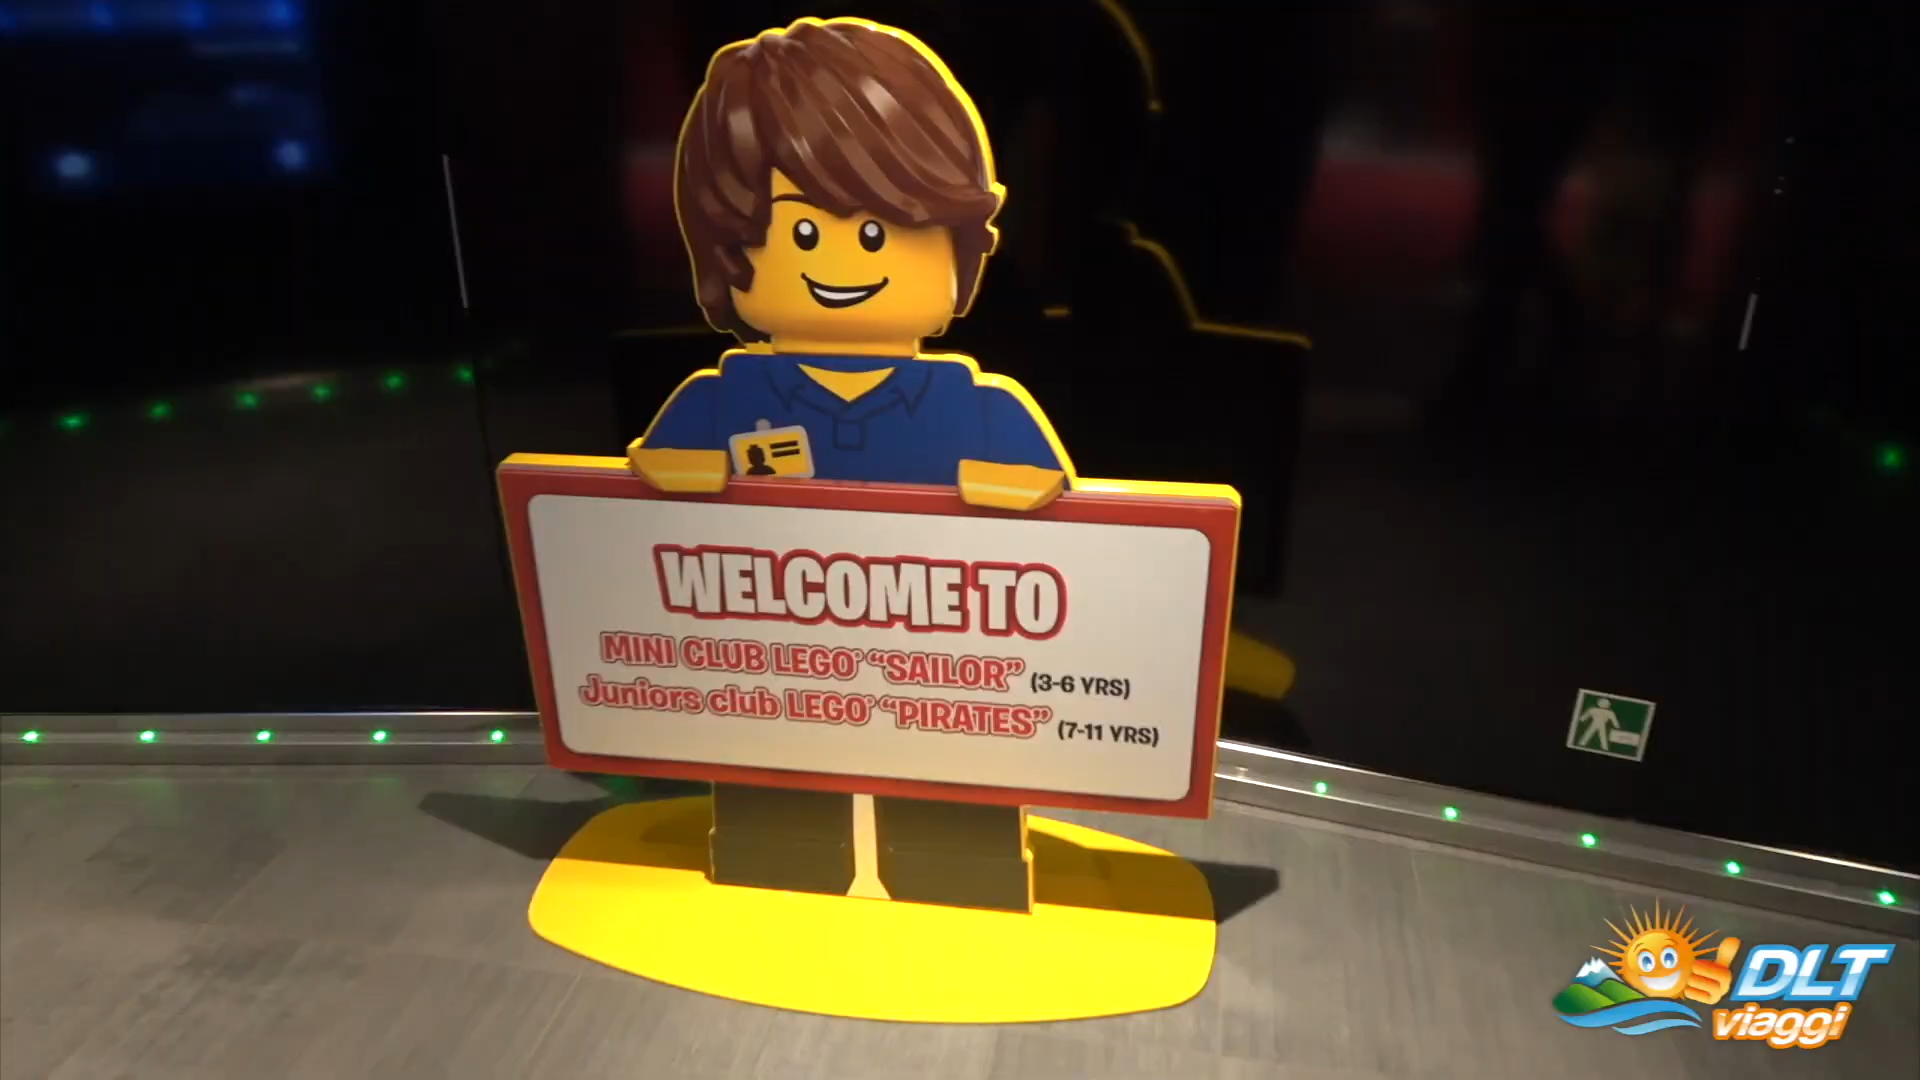 WELCOME TO
MINI CLUB LEGO® “SAILOR” (3-6 YRS)
Juniors club LEGO® “PIRATES” (7-11 YRS)
DLT
viaggi